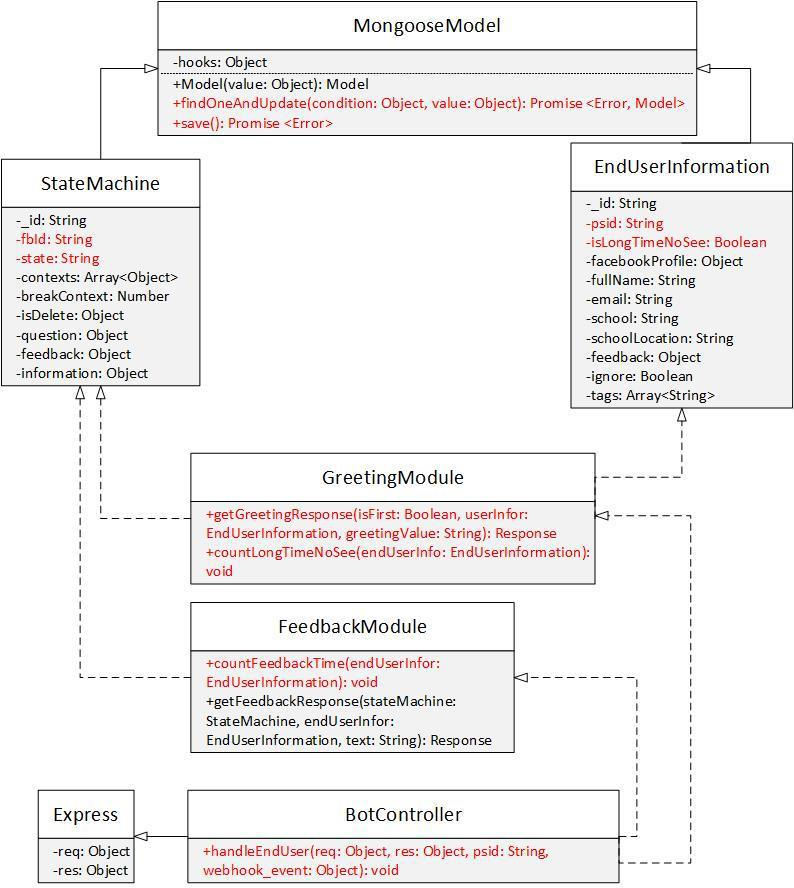 MongooseModel
-hooks: Object
+Model(value: Object): Model
+findOneAndUpdate(condition: Object, value: Object): Promise <Error, Model>
+save(): Promise <Error>
StateMachine
-_id: String
-fbId: String
-state: String
-contexts: Array<Object>
-breakContext: Number
-isDelete: Object
-question: Object
-feedback: Object
-information: Object
EndUserInformation
-_id: String
-psid: String
-isLongTimeNoSee: Boolean
-facebookProfile: Object
-fullName: String
-email: String
-school: String
-schoolLocation: String
-feedback: Object
-ignore: Boolean
-tags: Array<String>
GreetingModule
+getGreetingResponse(isFirst: Boolean, userInfor:
EndUserInformation, greetingValue: String): Response
+countLongTimeNoSee(endUserInfo: EndUserInformation):
void
FeedbackModule
+countFeedbackTime(endUserInfor:
EndUserInformation): void
+getFeedbackResponse(stateMachine:
StateMachine, endUserInfor:
EndUserInformation, text: String): Response
Express
-req: Object
-res: Object
BotController
+handleEndUser(req: Object, res: Object, psid: String,
webhook_event: Object): void